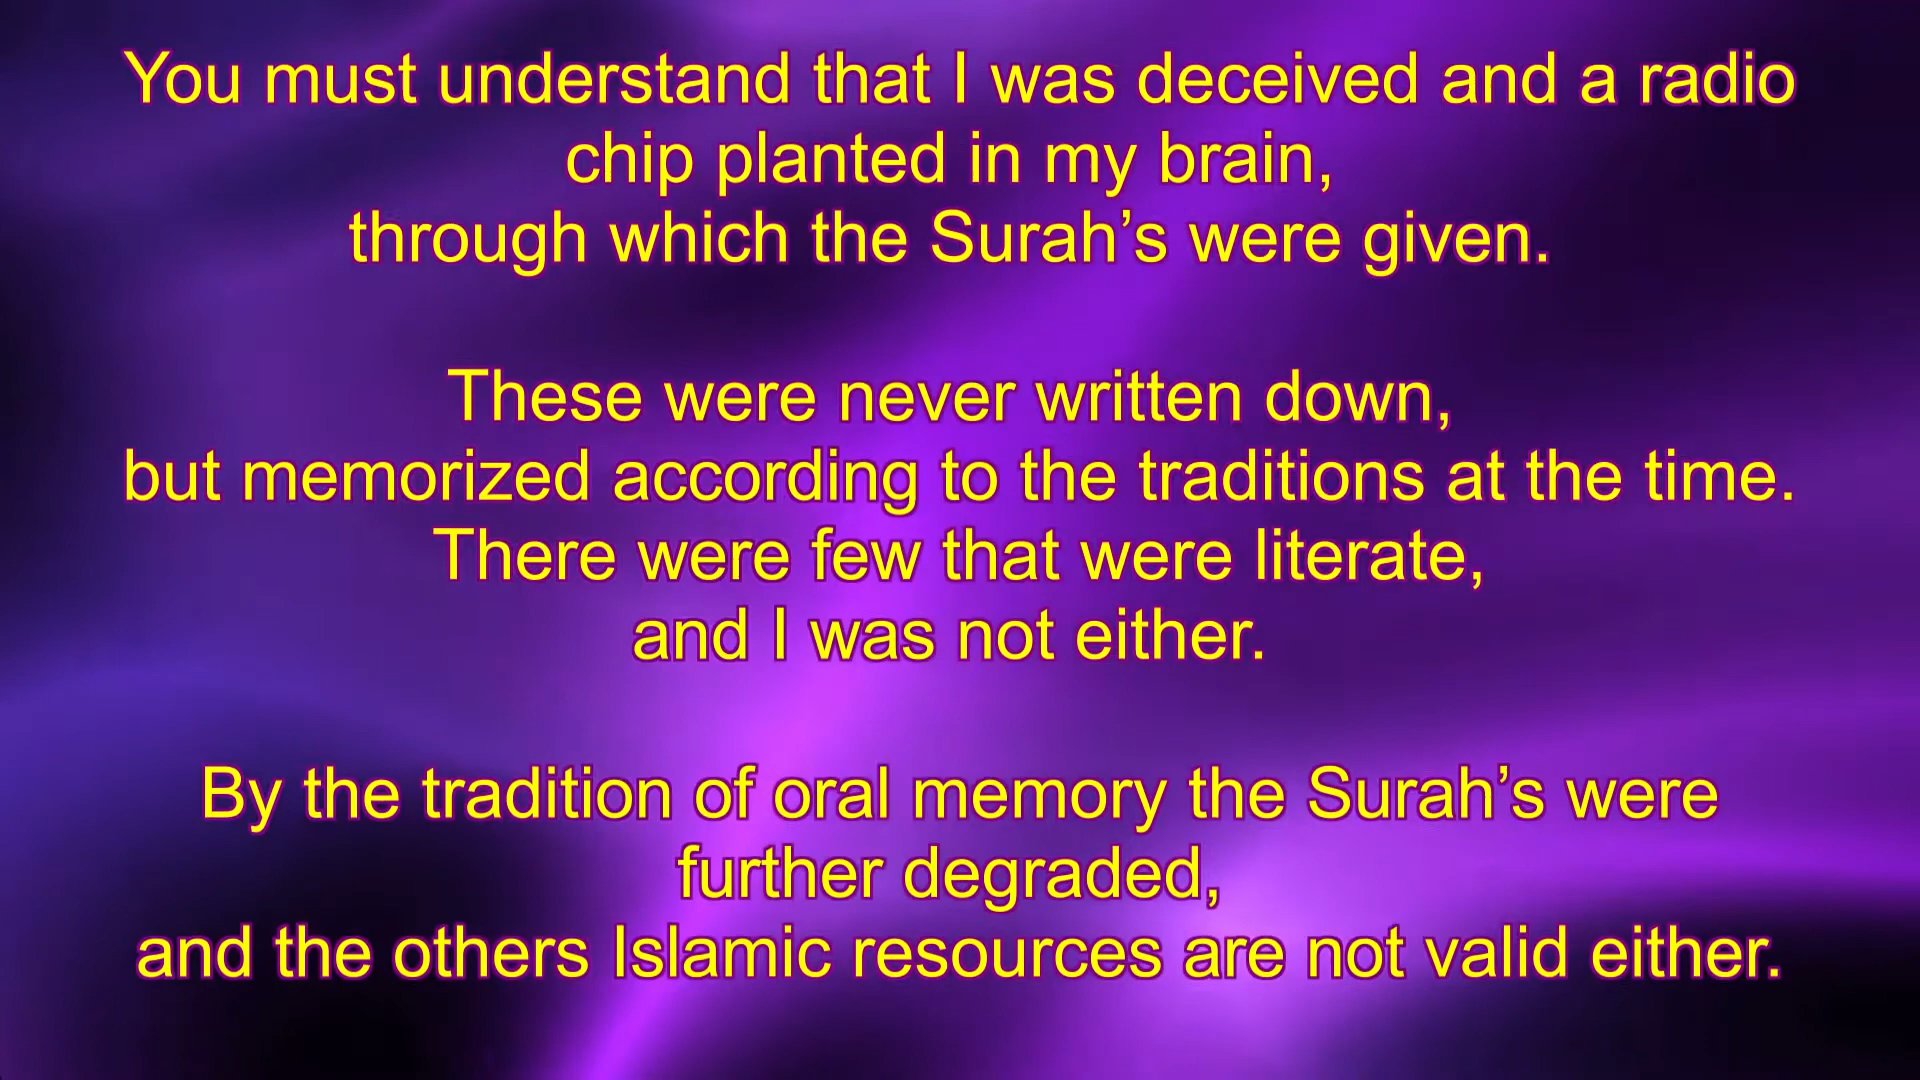 You must understand that I was deceived and a radio
chip planted in my brain,
through which the Surah’s were given.
These were never written down,
but memorized according to the traditions at the time.
There were few that were literate,
and I was not either.
By the tradition of oral memory the Surah’s were
further degraded,
and the others Islamic resources are not valid either.